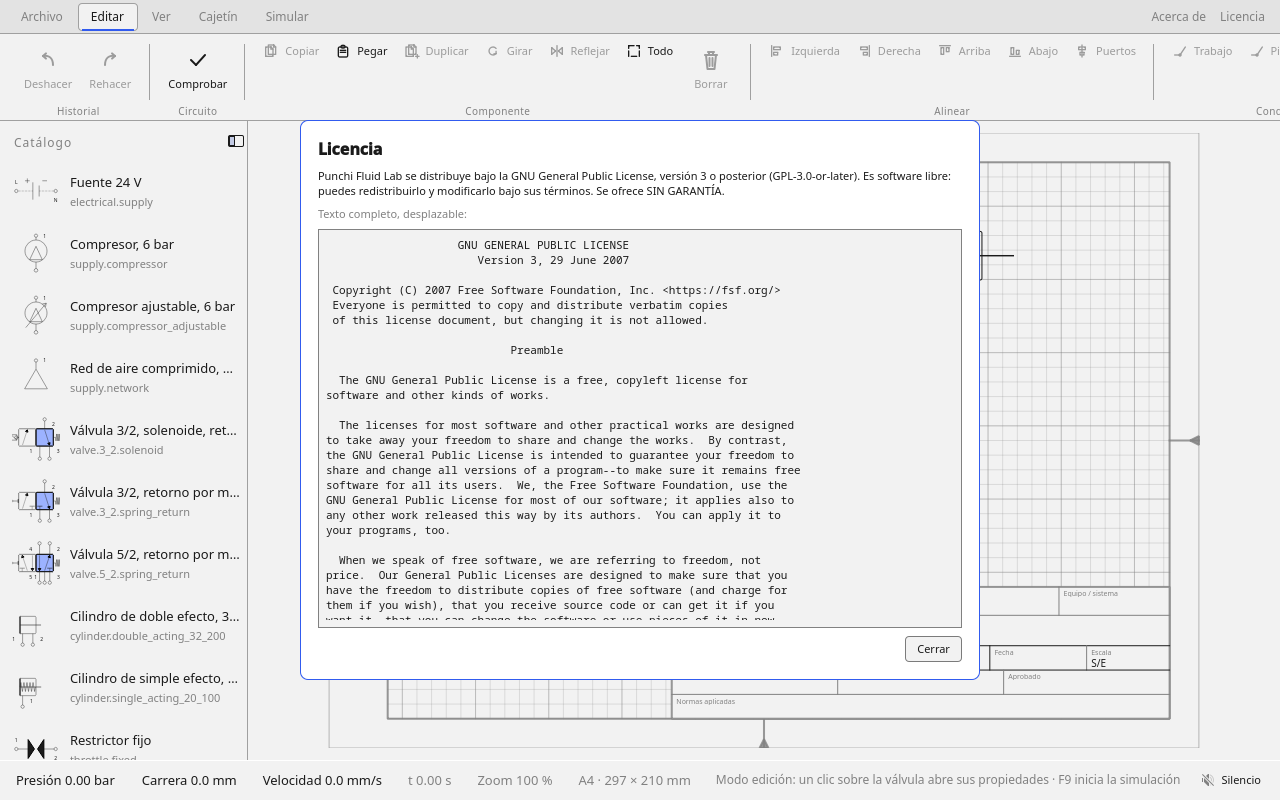 Archivo Editar Ver Cajetín Simular Acerca de Licencia
Copiar Pegar Duplicar Girar Reflejar Todo Izquierda Derecha Arriba Abajo Puertos Trabajo
Deshacer Rehacer Comprobar Borrar
Historial Circuito Componente Alinear
Catálogo
Fuente 24 V
electrical.supply
Compresor, 6 bar
supply.compressor
Compresor ajustable, 6 bar
supply.compressor_adjustable
Red de aire comprimido, ...
supply.network
Válvula 3/2, solenoide, ret...
valve.3_2.solenoid
Válvula 3/2, retorno por m...
valve.3_2.spring_return
Válvula 5/2, retorno por m...
valve.5_2.spring_return
Cilindro de doble efecto, 3...
cylinder.double_acting_32_200
Cilindro de simple efecto, ...
cylinder.single_acting_20_100
Restrictor fijo
throttle.fixed
Licencia
Punchi Fluid Lab se distribuye bajo la GNU General Public License, versión 3 o posterior (GPL-3.0-or-later). Es software libre:
puedes redistribuirlo y modificarlo bajo sus términos. Se ofrece SIN GARANTÍA.
Texto completo, desplazable:
GNU GENERAL PUBLIC LICENSE
Version 3, 29 June 2007
Copyright (C) 2007 Free Software Foundation, Inc. <https://fsf.org/>
Everyone is permitted to copy and distribute verbatim copies
of this license document, but changing it is not allowed.
Preamble
The GNU General Public License is a free, copyleft license for
software and other kinds of works.
The licenses for most software and other practical works are designed
to take away your freedom to share and change the works.  By contrast,
the GNU General Public License is intended to guarantee your freedom to
share and change all versions of a program--to make sure it remains free
software for all its users.  We, the Free Software Foundation, use the
GNU General Public License for most of our software; it applies also to
any other work released this way by its authors.  You can apply it to
your programs, too.
When we speak of free software, we are referring to freedom, not
price.  Our General Public Licenses are designed to make sure that you
have the freedom to distribute copies of free software (and charge for
them if you wish), that you receive source code or can get it if you
want it, that you can change the software or use pieces of it in new
Cerrar
Equipo / sistema
Fecha
Escala
S/E
Aprobado
Normas aplicadas
Presión 0.00 bar Carrera 0.0 mm Velocidad 0.0 mm/s t 0.00 s Zoom 100 % A4 · 297 × 210 mm Modo edición: un clic sobre la válvula abre sus propiedades · F9 inicia la simulación Silencio